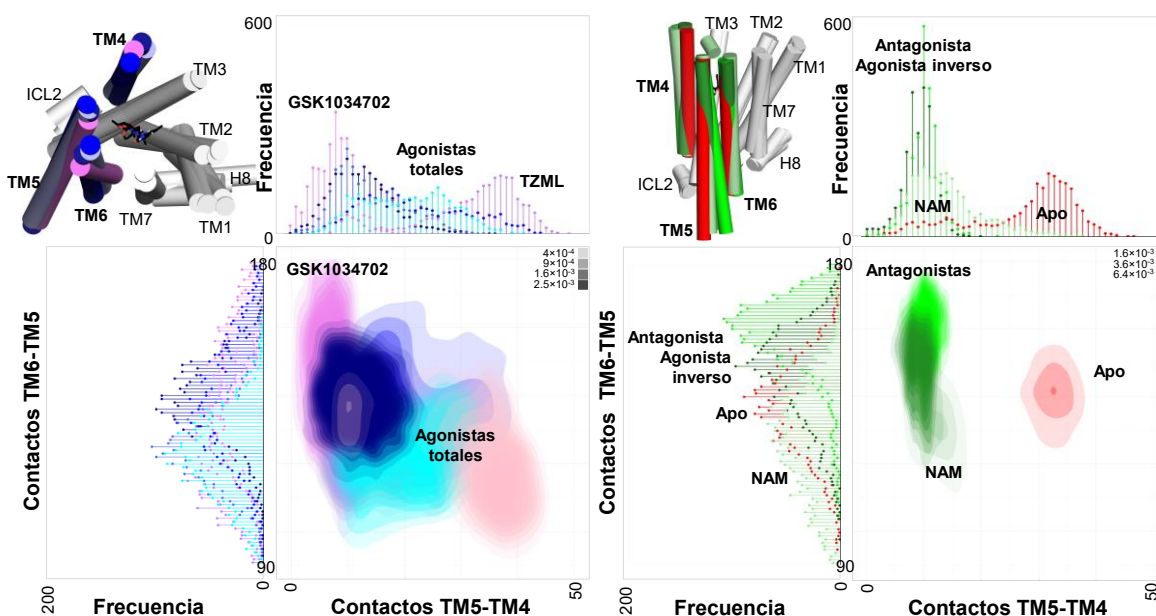 TM4
TM3
ICL2
TM2
H8
TM5
TM6
TM7
TM1
600
Frecuencia
0
GSK1034702
Agonistas
totales
TZML
180
Contactos TM6-TM5
90
200
0
Frecuencia
GSK1034702
4×10⁻⁴
9×10⁻⁴
1.6×10⁻³
2.5×10⁻³
Agonistas
totales
0
50
Contactos TM5-TM4
TM3
TM2
TM4
TM1
TM7
H8
ICL2
TM6
TM5
600
Frecuencia
0
Antagonista
Agonista inverso
NAM
Apo
180
Contactos TM6-TM5
Antagonista
Agonista
inverso
Apo
NAM
90
200
0
Frecuencia
Antagonistas
1.6×10⁻³
3.6×10⁻³
6.4×10⁻³
Apo
NAM
0
50
Contactos TM5-TM4